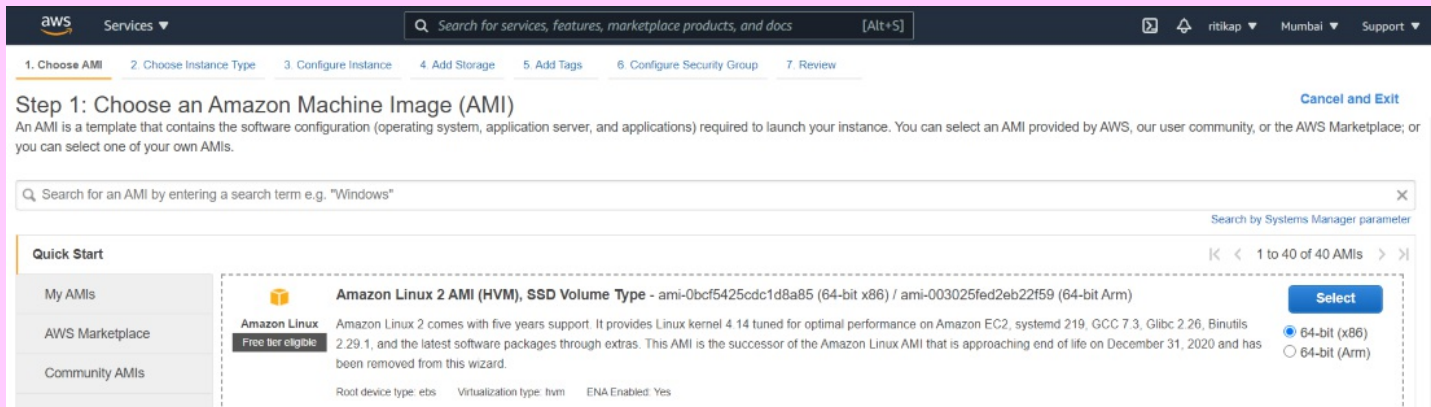 aws Services ▼ Search for services, features, marketplace products, and docs [Alt+S] ritikap ▼ Mumbai ▼ Support ▼
1. Choose AMI 2. Choose Instance Type 3. Configure Instance 4. Add Storage 5. Add Tags 6. Configure Security Group 7. Review
Step 1: Choose an Amazon Machine Image (AMI) Cancel and Exit
An AMI is a template that contains the software configuration (operating system, application server, and applications) required to launch your instance. You can select an AMI provided by AWS, our user community, or the AWS Marketplace; or
you can select one of your own AMIs.
Search for an AMI by entering a search term e.g. "Windows"
Search by Systems Manager parameter
Quick Start 1 to 40 of 40 AMIs
My AMIs
AWS Marketplace
Community AMIs
Amazon Linux
Free tier eligible
Amazon Linux 2 AMI (HVM), SSD Volume Type - ami-0bcf5425cdc1d8a85 (64-bit x86) / ami-003025fed2eb22f59 (64-bit Arm)
Amazon Linux 2 comes with five years support. It provides Linux kernel 4.14 tuned for optimal performance on Amazon EC2, systemd 219, GCC 7.3, Glibc 2.26, Binutils
2.29.1, and the latest software packages through extras. This AMI is the successor of the Amazon Linux AMI that is approaching end of life on December 31, 2020 and has
been removed from this wizard.
Root device type: ebs Virtualization type: hvm ENA Enabled: Yes
Select
64-bit (x86)
64-bit (Arm)